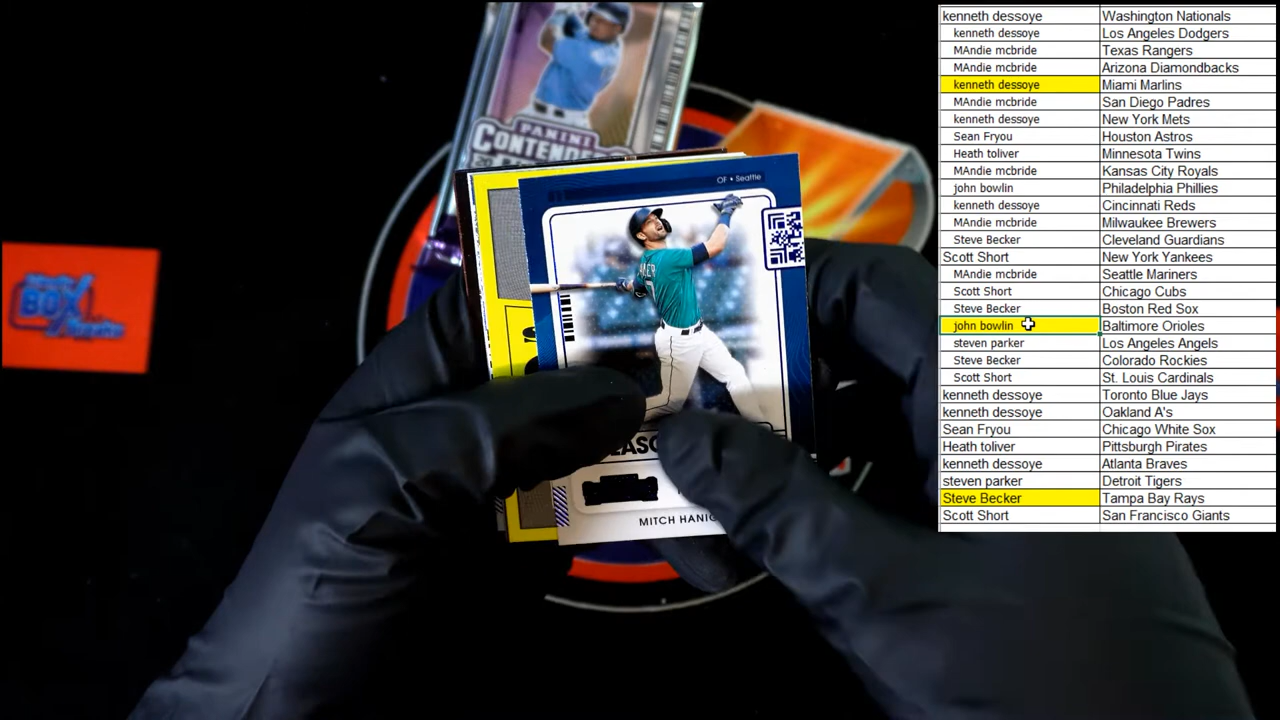 PANINI
CONTEND
OF • Seattle
MITCH HANIG
BOX
kenneth dessoye Washington Nationals
kenneth dessoye Los Angeles Dodgers
MAndie mcbride Texas Rangers
MAndie mcbride Arizona Diamondbacks
kenneth dessoye Miami Marlins
MAndie mcbride San Diego Padres
kenneth dessoye New York Mets
Sean Fryou Houston Astros
Heath toliver Minnesota Twins
MAndie mcbride Kansas City Royals
john bowlin Philadelphia Phillies
kenneth dessoye Cincinnati Reds
MAndie mcbride Milwaukee Brewers
Steve Becker Cleveland Guardians
Scott Short New York Yankees
MAndie mcbride Seattle Mariners
Scott Short Chicago Cubs
Steve Becker Boston Red Sox
john bowlin Baltimore Orioles
steven parker Los Angeles Angels
Steve Becker Colorado Rockies
Scott Short St. Louis Cardinals
kenneth dessoye Toronto Blue Jays
kenneth dessoye Oakland A's
Sean Fryou Chicago White Sox
Heath toliver Pittsburgh Pirates
kenneth dessoye Atlanta Braves
steven parker Detroit Tigers
Steve Becker Tampa Bay Rays
Scott Short San Francisco Giants